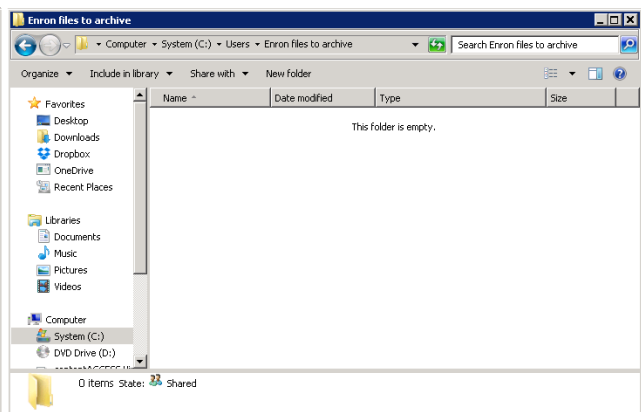 Enron files to archive
Computer System (C:) Users Enron files to archive Search Enron files to archive
Organize Include in library Share with New folder
Name Date modified Type Size
This folder is empty.
Favorites
Desktop
Downloads
Dropbox
OneDrive
Recent Places
Libraries
Documents
Music
Pictures
Videos
Computer
System (C:)
DVD Drive (D:)
0 items State: Shared